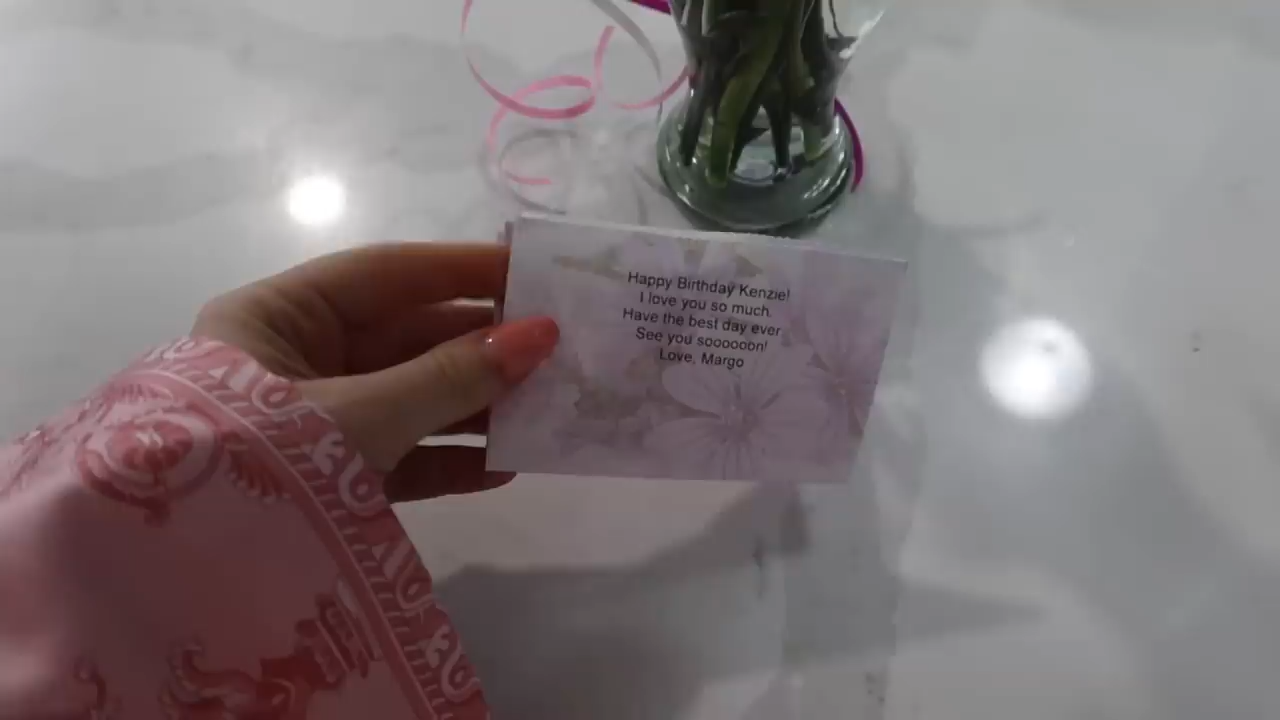 Happy Birthday Kenzie!
I love you so much.
Have the best day ever
See you soooooon!
Love, Margo